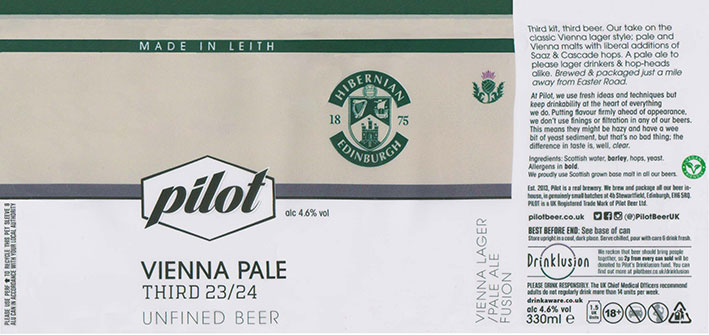 MADE IN LEITH
HIBERNIAN
18 75
EDINBURGH
pilot
alc 4.6% vol
VIENNA PALE
THIRD 23/24
UNFINED BEER
VIENNA LAGER
PALE ALE
FUSION
Third kit, third beer. Our take on the
classic Vienna lager style; pale and
Vienna malts with liberal additions of
Saaz & Cascade hops. A pale ale to
please lager drinkers & hop-heads
alike. Brewed & packaged just a mile
away from Easter Road.
At Pilot, we use fresh ideas and techniques but
keep drinkability at the heart of everything
we do. Putting flavour firmly ahead of appearance,
we don't use finings or filtration in any of our beers.
This means they might be hazy and have a wee
bit of yeast sediment, but that's no bad thing; the
difference in taste is, well, clear.
Ingredients: Scottish water, barley, hops, yeast.
Allergens in bold.
We proudly use Scottish grown base malt in all our beers.
Est. 2013, Pilot is a real brewery. We brew and package all our beer in-
house, in genuinely small batches at 4b Stewartfield, Edinburgh, EH6 5RQ.
PILOT is a UK Registered Trade Mark of Pilot Beer Ltd.
pilotbeer.co.uk (@)PilotBeerUK
BEST BEFORE END: See base of can
Store upright in a cool, dark place. Serve chilled, pour with care & drink fresh.
Drinklusion
We reckon that beer should bring people
together, so 2p from every can sold will be
donated to Pilot's Drinklusion fund. You can
find out more at pilotbeer.co.uk/drinklusion
PLEASE DRINK RESPONSIBLY. The UK Chief Medical Officers recommend
adults do not regularly drink more than 14 units per week.
drinkaware.co.uk
alc 4.6% vol
330ml e
1.5
UK
Units
18+